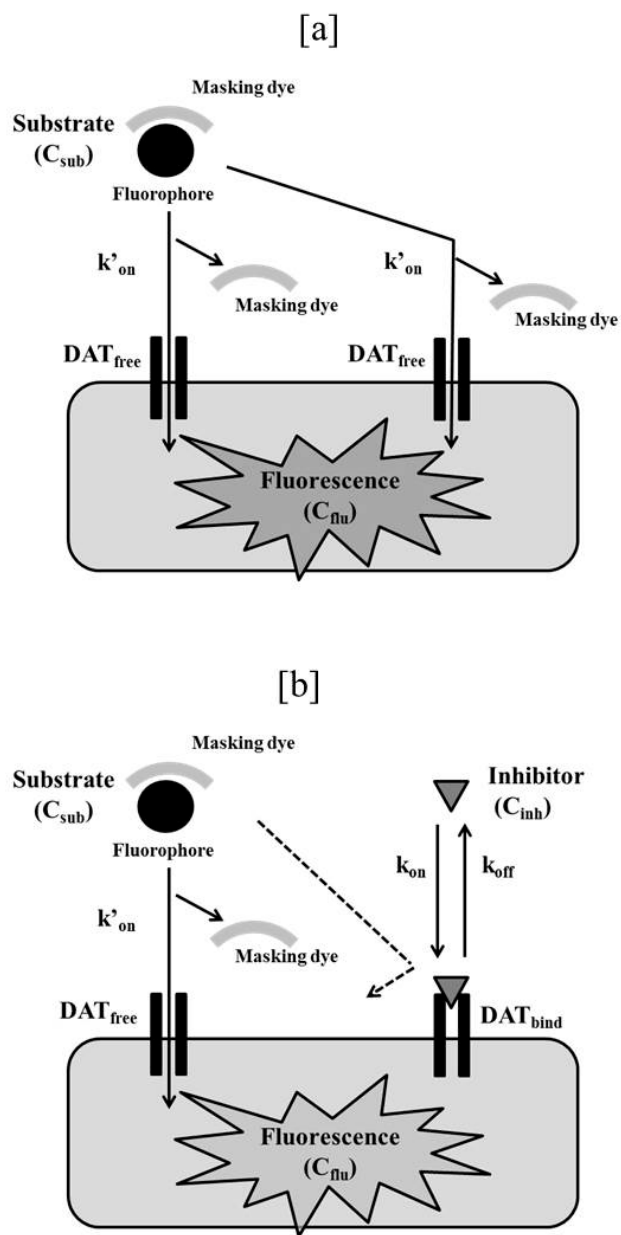 [a]
Masking dye
Substrate
(C_sub)
Fluorophore
k'on
Masking dye
k'on
Masking dye
DATfree
DATfree
Fluorescence
(Cflu)
[b]
Masking dye
Substrate
(Csub)
Fluorophore
Inhibitor
(Cinh)
kon
koff
k'on
Masking dye
DATfree
DATbind
Fluorescence
(Cflu)